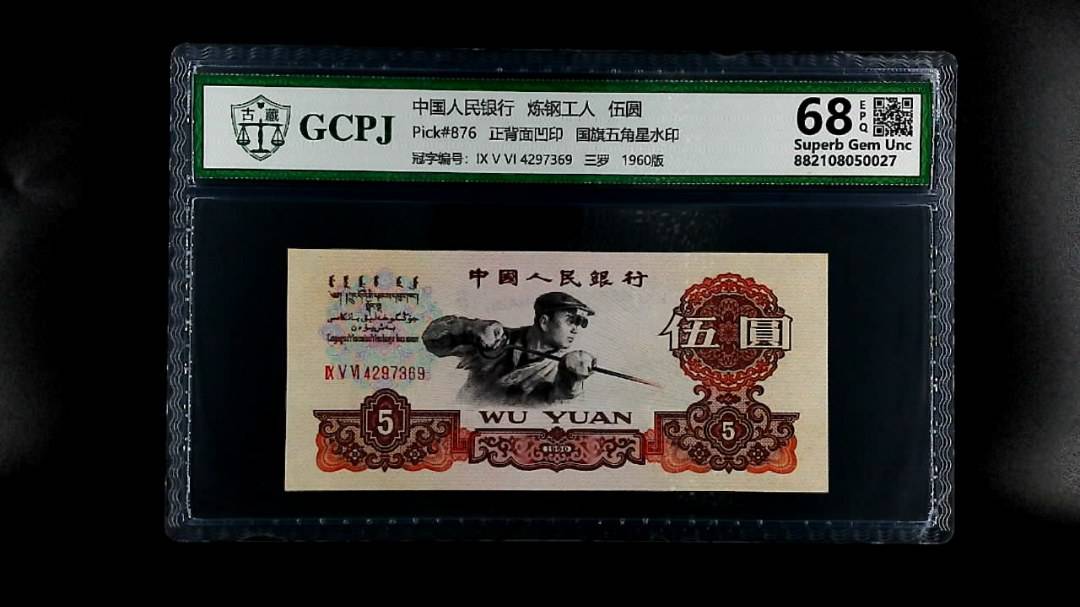 古 藏
GCPJ
中国人民银行 炼钢工人 伍圆
Pick#876 正背面凹印 国旗五角星水印
冠字编号: IX V VI 4297369 三罗 1960版
68 EPQ
Superb Gem Unc
882108050027
中國人民銀行
伍圓
IX V VI 4297369
WU YUAN
5
1960
5